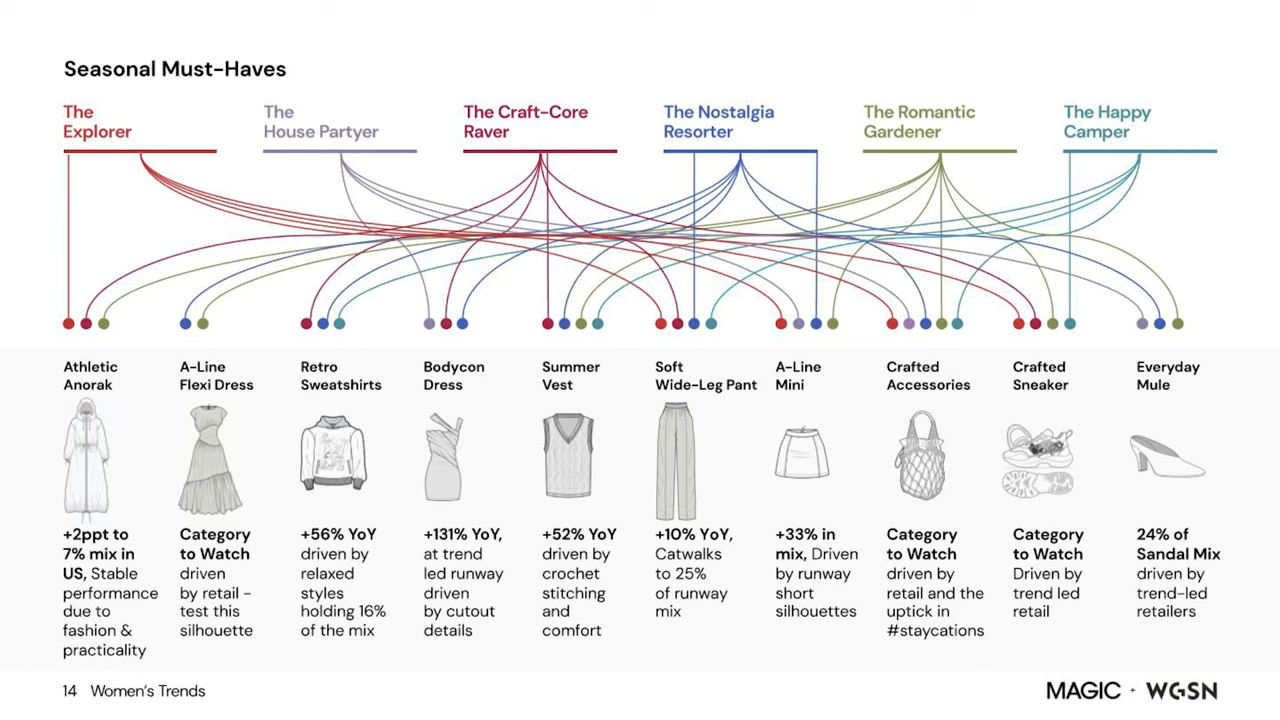 Seasonal Must-Haves
The
Explorer
The
House Partyer
The Craft-Core
Raver
The Nostalgia
Resorter
The Romantic
Gardener
The Happy
Camper
Athletic
Anorak
+2ppt to
7% mix in
US, Stable
performance
due to
fashion &
practicality
A-Line
Flexi Dress
Category
to Watch
driven
by retail -
test this
silhouette
Retro
Sweatshirts
+56% YoY
driven by
relaxed
styles
holding 16%
of the mix
Bodycon
Dress
+131% YoY,
at trend
led runway
driven
by cutout
details
Summer
Vest
+52% YoY
driven by
crochet
stitching
and
comfort
Soft
Wide-Leg Pant
+10% YoY,
Catwalks
to 25%
of runway
mix
A-Line
Mini
+33% in
mix, Driven
by runway
short
silhouettes
Crafted
Accessories
Category
to Watch
driven by
retail and the
uptick in
#staycations
Crafted
Sneaker
Category
to Watch
Driven by
trend led
retail
Everyday
Mule
24% of
Sandal Mix
driven by
trend-led
retailers
14 Women's Trends
MAGIC + WGSN